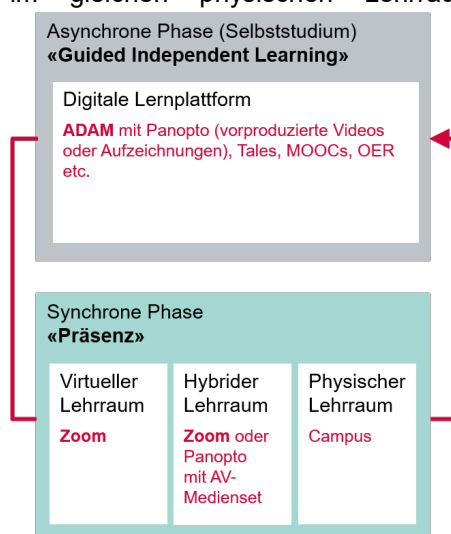 im gleichen physischen
Asynchrone Phase (Selbststudium)
«Guided Independent Learning»
Digitale Lernplattform
ADAM mit Panopto (vorproduzierte Videos
oder Aufzeichnungen), Tales, MOOCs, OER
etc.
Synchrone Phase
«Präsenz»
Virtueller
Lehrraum
Zoom
Hybrider
Lehrraum
Zoom oder
Panopto
mit AV-
Medienset
Physischer
Lehrraum
Campus